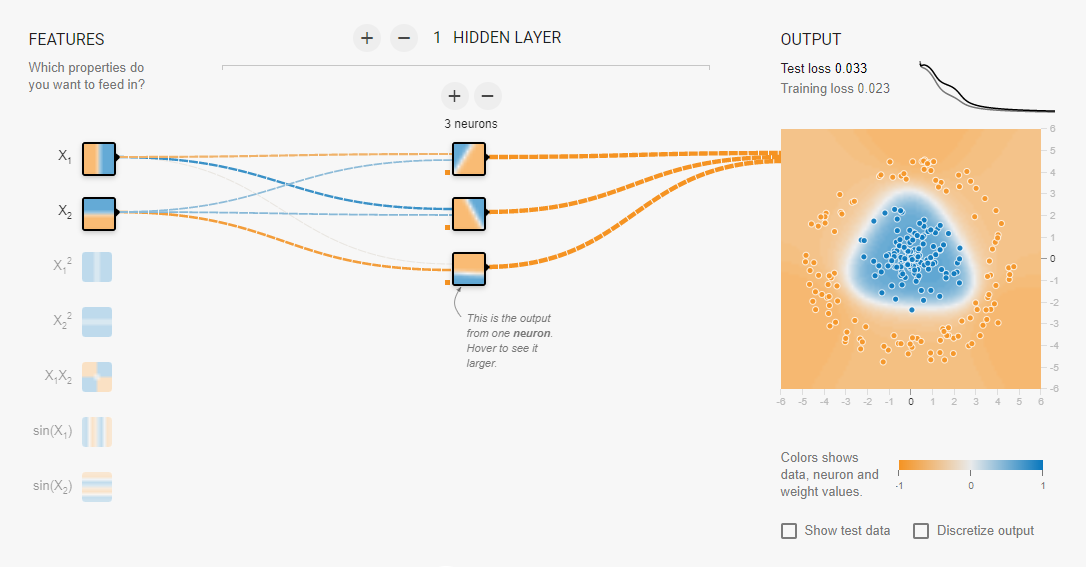 FEATURES
Which properties do
you want to feed in?
+ − 1 HIDDEN LAYER
+ −
3 neurons
X1
X2
X1²
X2²
X1X2
sin(X1)
sin(X2)
This is the output
from one neuron.
Hover to see it
larger.
OUTPUT
Test loss 0.033
Training loss 0.023
6
5
4
3
2
1
0
-1
-2
-3
-4
-5
-6
-6 -5 -4 -3 -2 -1 0 1 2 3 4 5 6
Colors shows
data, neuron and
weight values.
-1 0 1
Show test data
Discretize output